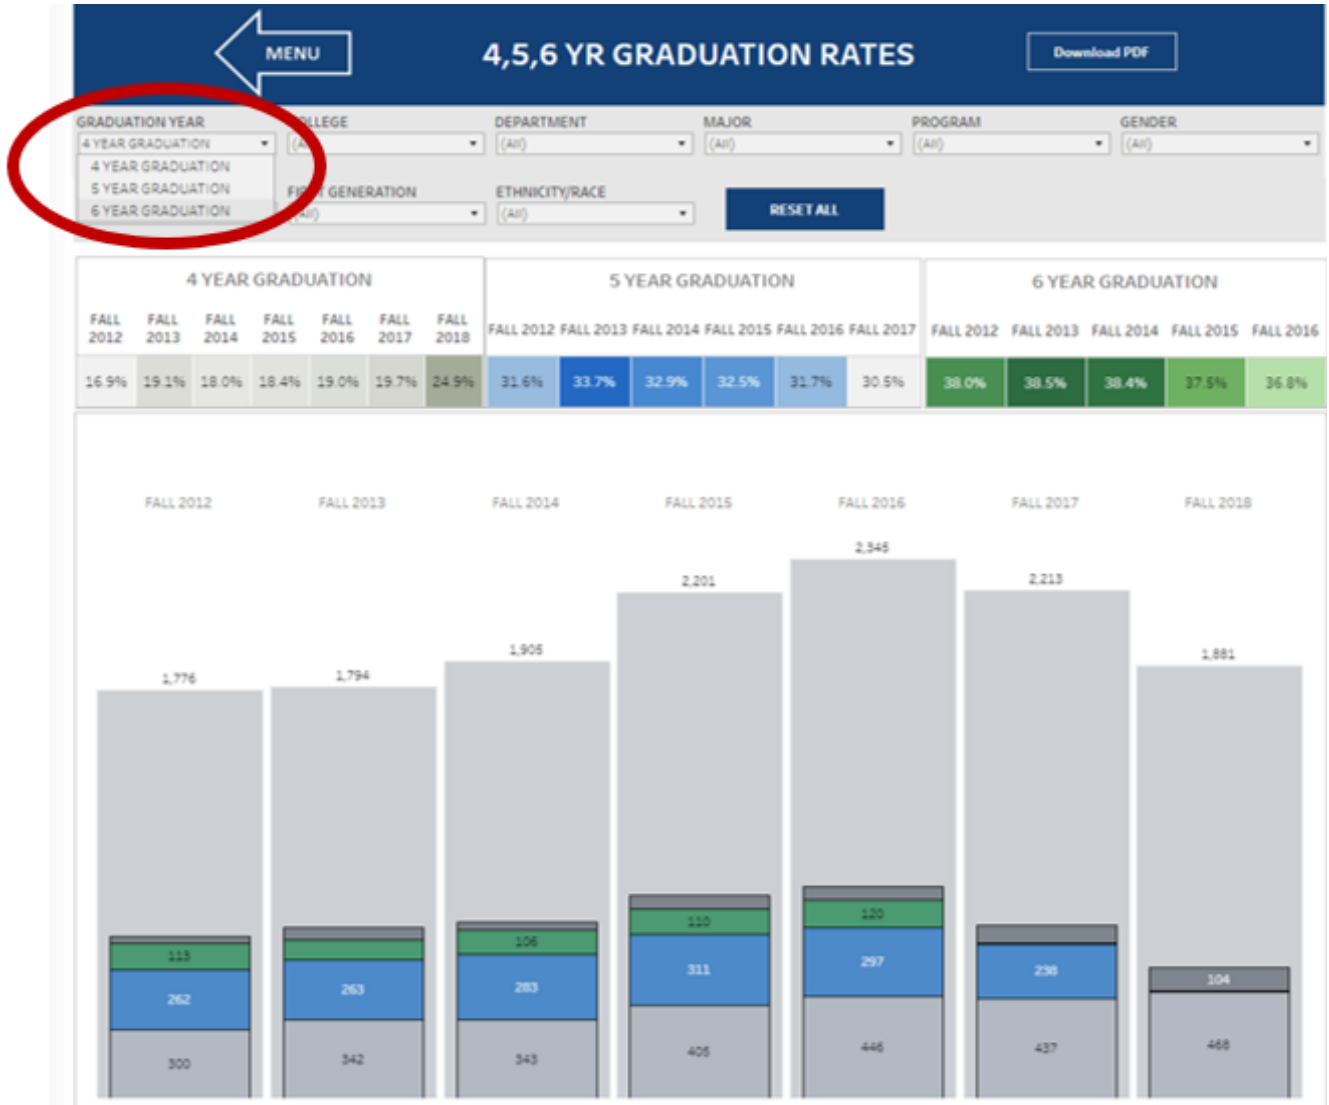 MENU
4,5,6 YR GRADUATION RATES
Download PDF
GRADUATION YEAR
DEPARTMENT
MAJOR
PROGRAM
GENDER
4 YEAR GRADUATION
(All)
(All)
(All)
(All)
4 YEAR GRADUATION
5 YEAR GRADUATION
GENERATION
ETHNICITY/RACE
6 YEAR GRADUATION
(All)
RESET ALL
4 YEAR GRADUATION
5 YEAR GRADUATION
6 YEAR GRADUATION
FALL 2012
FALL 2013
FALL 2014
FALL 2015
FALL 2016
FALL 2017
FALL 2018
FALL 2012 FALL 2013 FALL 2014 FALL 2015 FALL 2016 FALL 2017
FALL 2012 FALL 2013 FALL 2014 FALL 2015 FALL 2016
16.9% 19.1% 18.0% 18.4% 19.0% 19.7% 24.9%
31.6% 33.7% 32.9% 32.5% 31.7% 30.5%
38.0% 38.5% 38.4% 37.5% 36.8%
FALL 2012 FALL 2013 FALL 2014 FALL 2015 FALL 2016 FALL 2017 FALL 2018
2,345
2,201
2,213
1,905
1,881
1,776
1,794
113
106
110
120
262
263
283
311
297
238
104
300
342
343
405
446
437
468